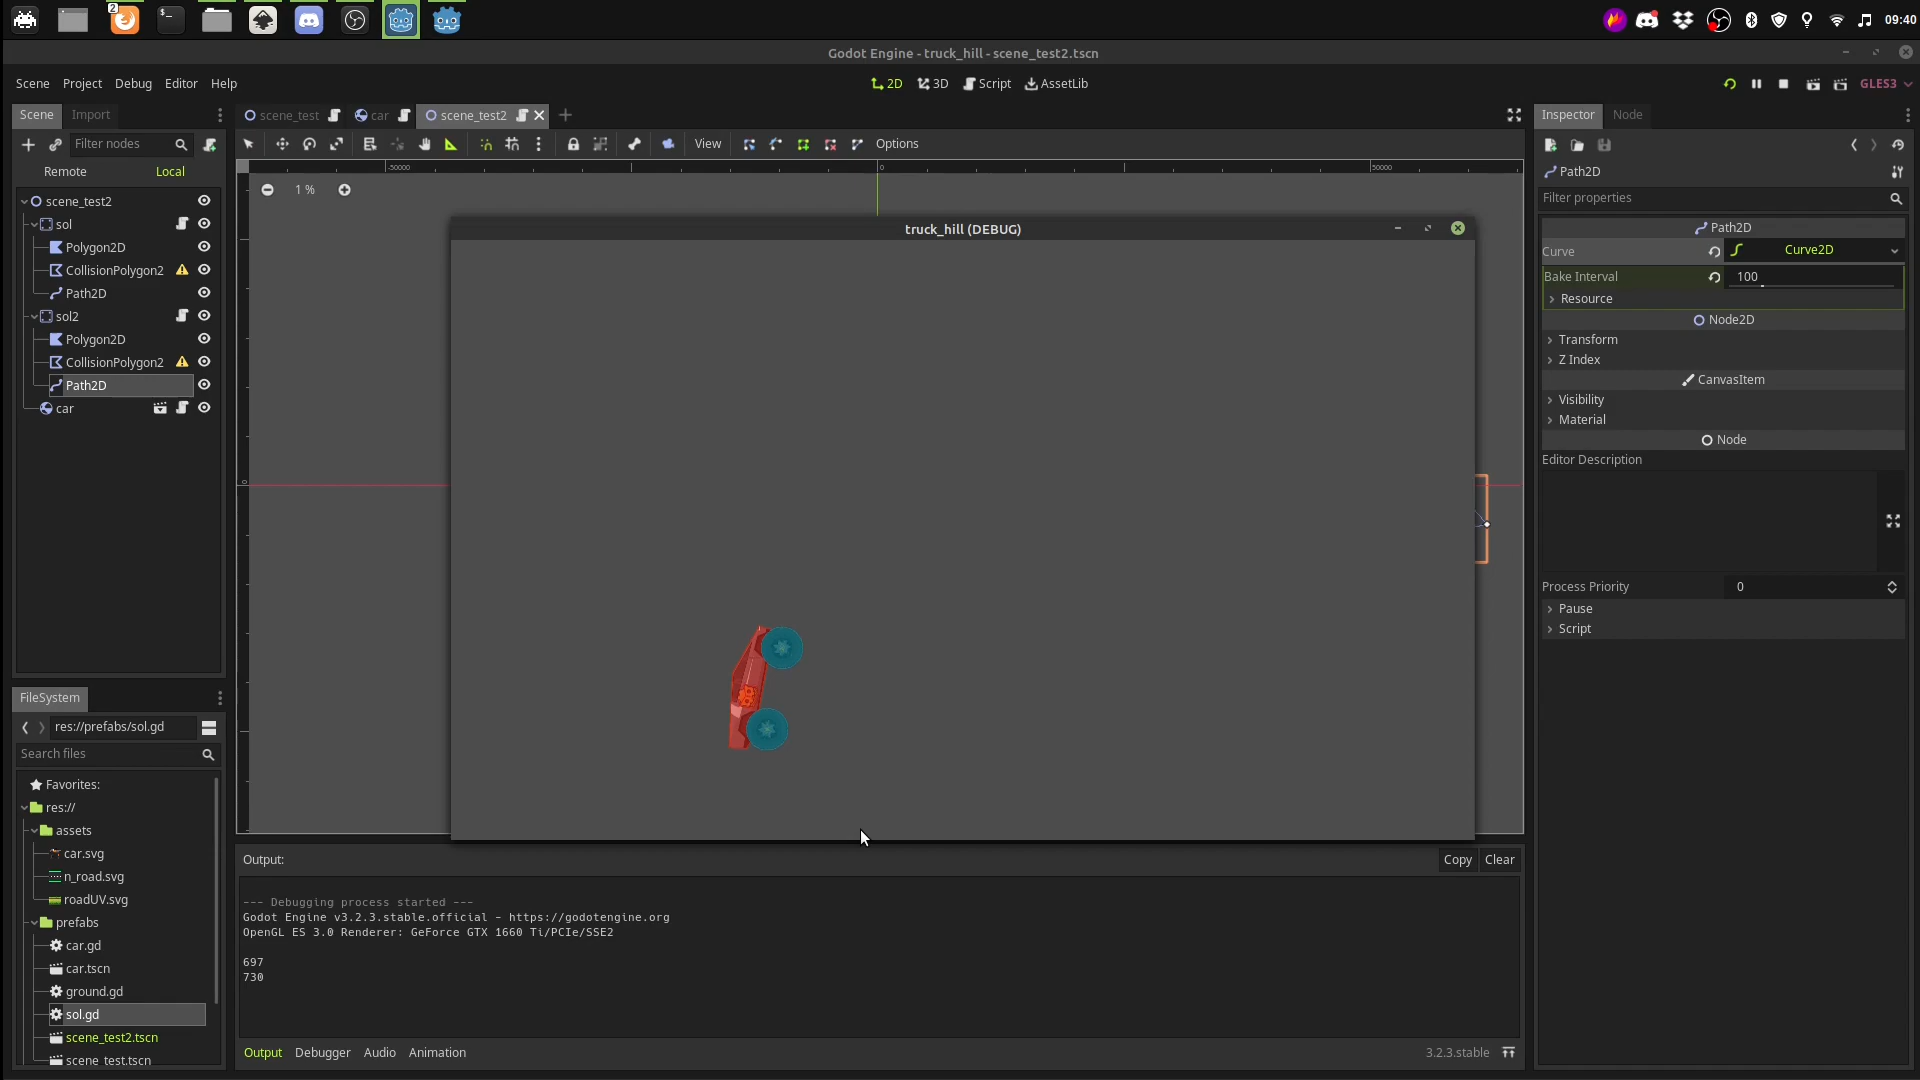 2
09:40
Godot Engine - truck_hill - scene_test2.tscn
Scene Project Debug Editor Help
2D 3D Script AssetLib
GLES3
Scene Import
scene_test car scene_test2
Inspector Node
Filter nodes
View Options
Remote Local
-50000 0 50000
Path2D
1 %
Filter properties
scene_test2
sol
Polygon2D
CollisionPolygon2
Path2D
sol2
Polygon2D
CollisionPolygon2
Path2D
car
truck_hill (DEBUG)
0
Path2D
Curve Curve2D
Bake Interval 100
Resource
Node2D
Transform
Z Index
CanvasItem
Visibility
Material
Node
Editor Description
Process Priority 0
Pause
Script
FileSystem
res://prefabs/sol.gd
Search files
Favorites:
res://
assets
car.svg
n_road.svg
roadUV.svg
prefabs
car.gd
car.tscn
ground.gd
sol.gd
scene_test2.tscn
scene_test.tscn
Output:
Copy Clear
--- Debugging process started ---
Godot Engine v3.2.3.stable.official - https://godotengine.org
OpenGL ES 3.0 Renderer: GeForce GTX 1660 Ti/PCIe/SSE2
697
730
Output Debugger Audio Animation
3.2.3.stable